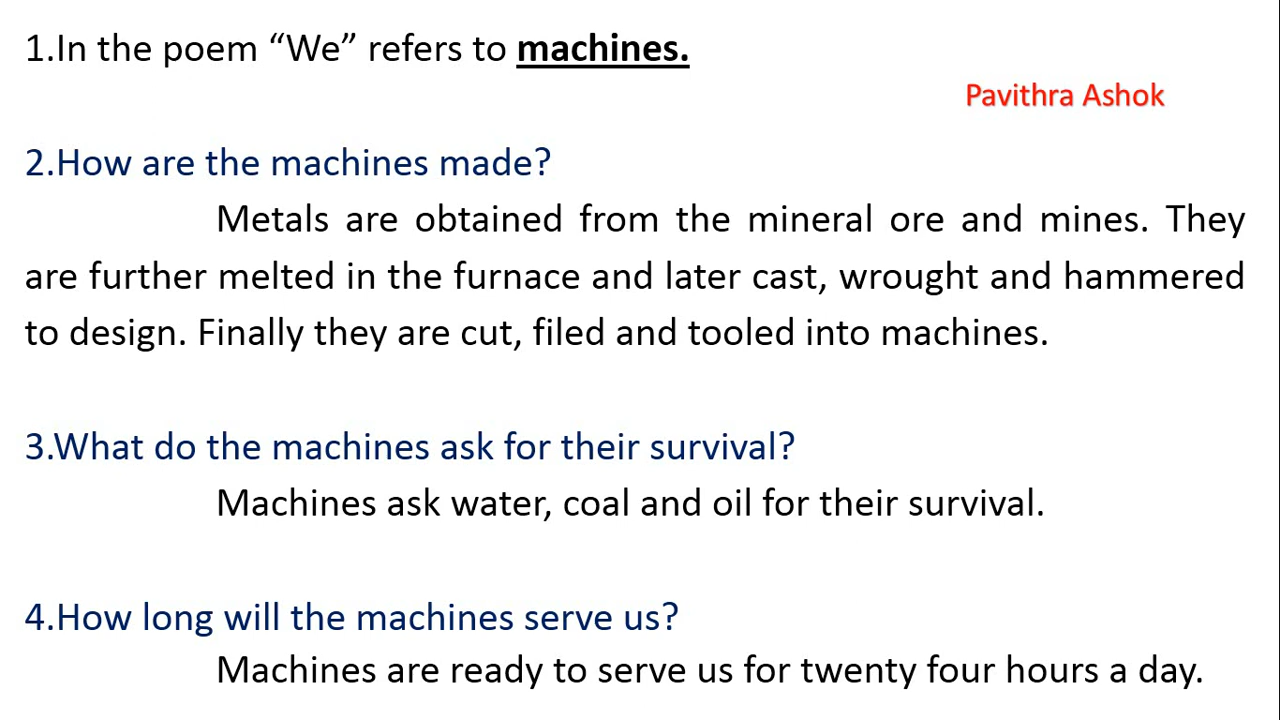 1.In the poem “We” refers to machines.
Pavithra Ashok
2.How are the machines made?
Metals are obtained from the mineral ore and mines. They
are further melted in the furnace and later cast, wrought and hammered
to design. Finally they are cut, filed and tooled into machines.
3.What do the machines ask for their survival?
Machines ask water, coal and oil for their survival.
4.How long will the machines serve us?
Machines are ready to serve us for twenty four hours a day.